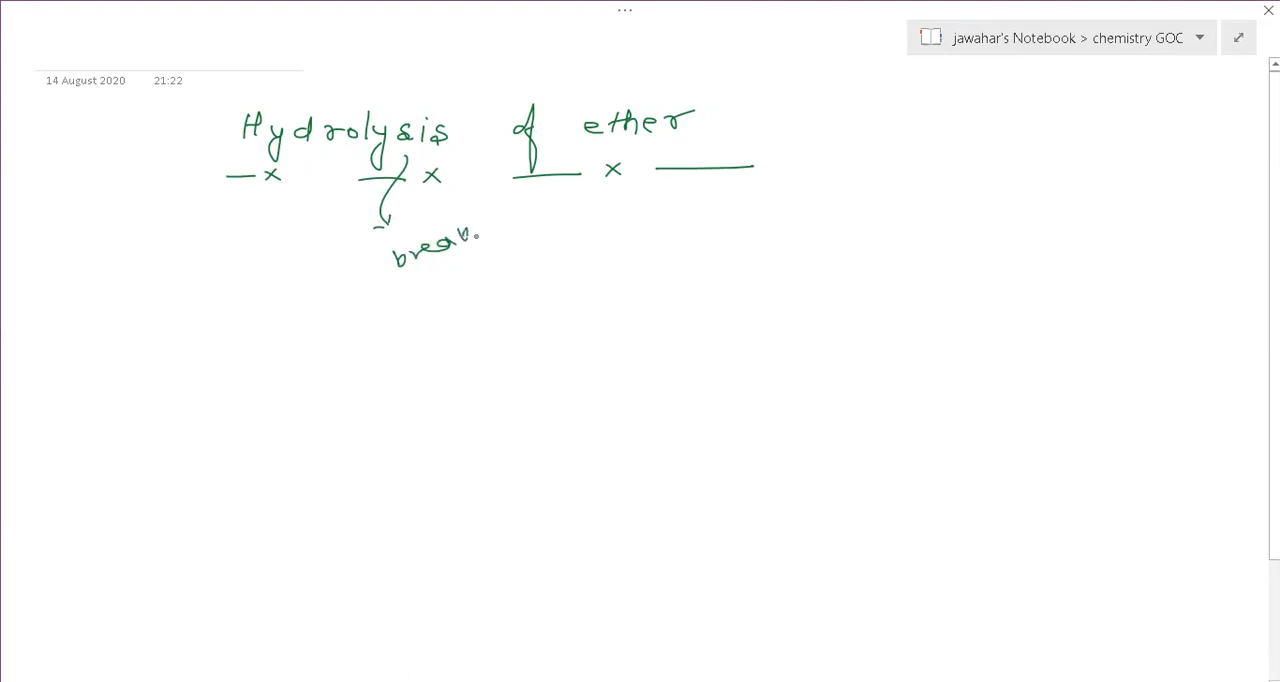 jawahar's Notebook > chemistry GOC
14 August 2020 21:22
Hydrolysis of ether
break